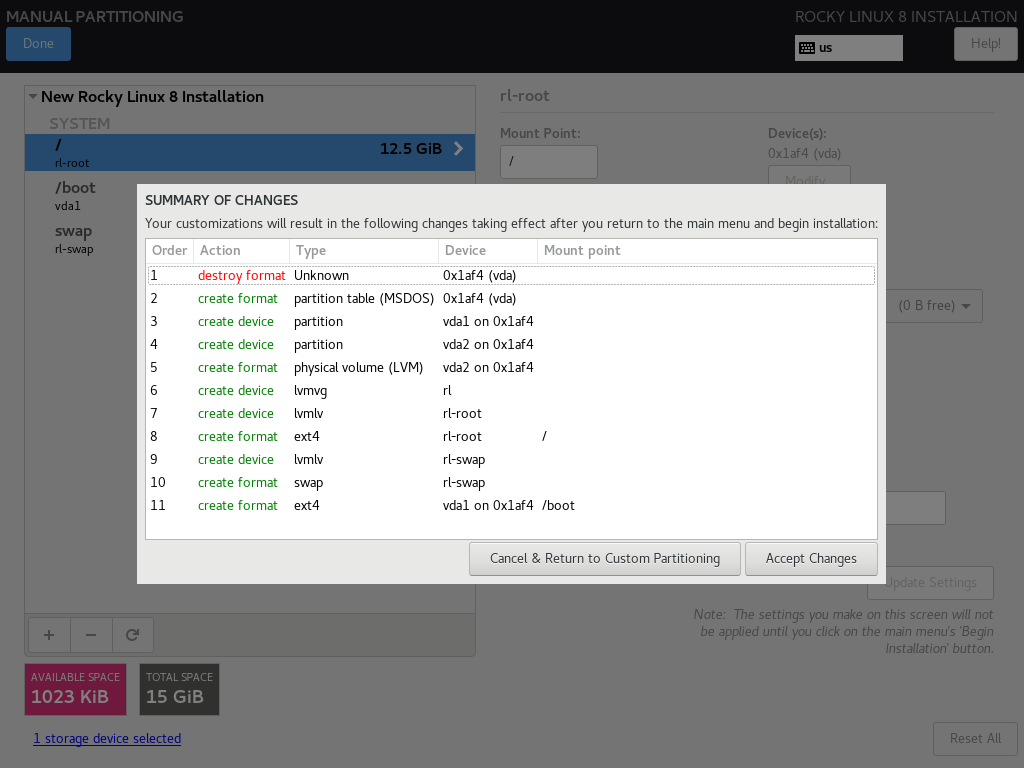 MANUAL PARTITIONING
ROCKY LINUX 8 INSTALLATION
Done
us
Help!
New Rocky Linux 8 Installation
SYSTEM
/
rl-root
12.5 GiB
/boot
vda1
swap
rl-swap
rl-root
Mount Point:
Device(s):
/
0x1af4 (vda)
Modify...
SUMMARY OF CHANGES
Your customizations will result in the following changes taking effect after you return to the main menu and begin installation:
Order Action Type Device Mount point
1 destroy format Unknown 0x1af4 (vda)
2 create format partition table (MSDOS) 0x1af4 (vda)
3 create device partition vda1 on 0x1af4
4 create device partition vda2 on 0x1af4
5 create format physical volume (LVM) vda2 on 0x1af4
6 create device lvmvg rl
7 create device lvmlv rl-root
8 create format ext4 rl-root /
9 create device lvmlv rl-swap
10 create format swap rl-swap
11 create format ext4 vda1 on 0x1af4 /boot
Cancel & Return to Custom Partitioning
Accept Changes
(0 B free)
Update Settings
Note: The settings you make on this screen will not
be applied until you click on the main menu's 'Begin
Installation' button.
AVAILABLE SPACE
1023 KiB
TOTAL SPACE
15 GiB
1 storage device selected
Reset All